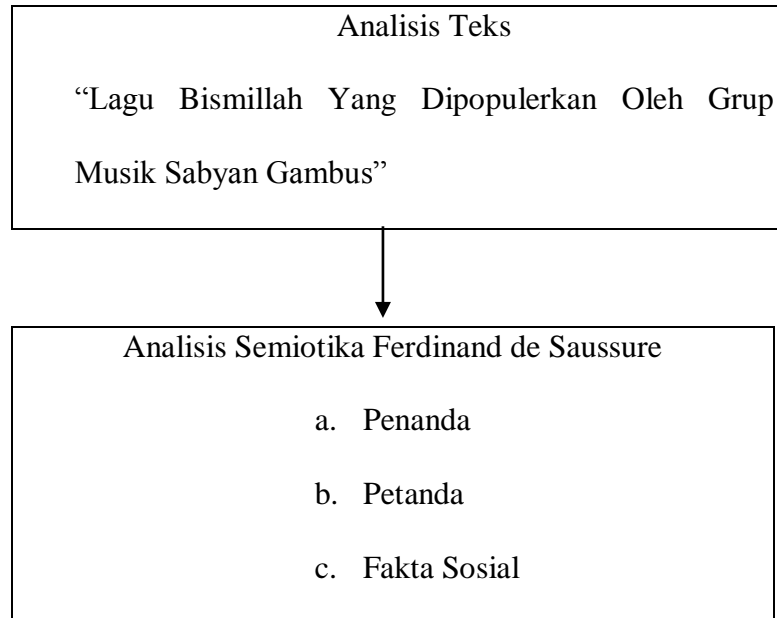 Analisis Teks
“Lagu Bismillah Yang Dipopulerkan Oleh Grup
Musik Sabyan Gambus”
Analisis Semiotika Ferdinand de Saussure
a. Penanda
b. Petanda
c. Fakta Sosial